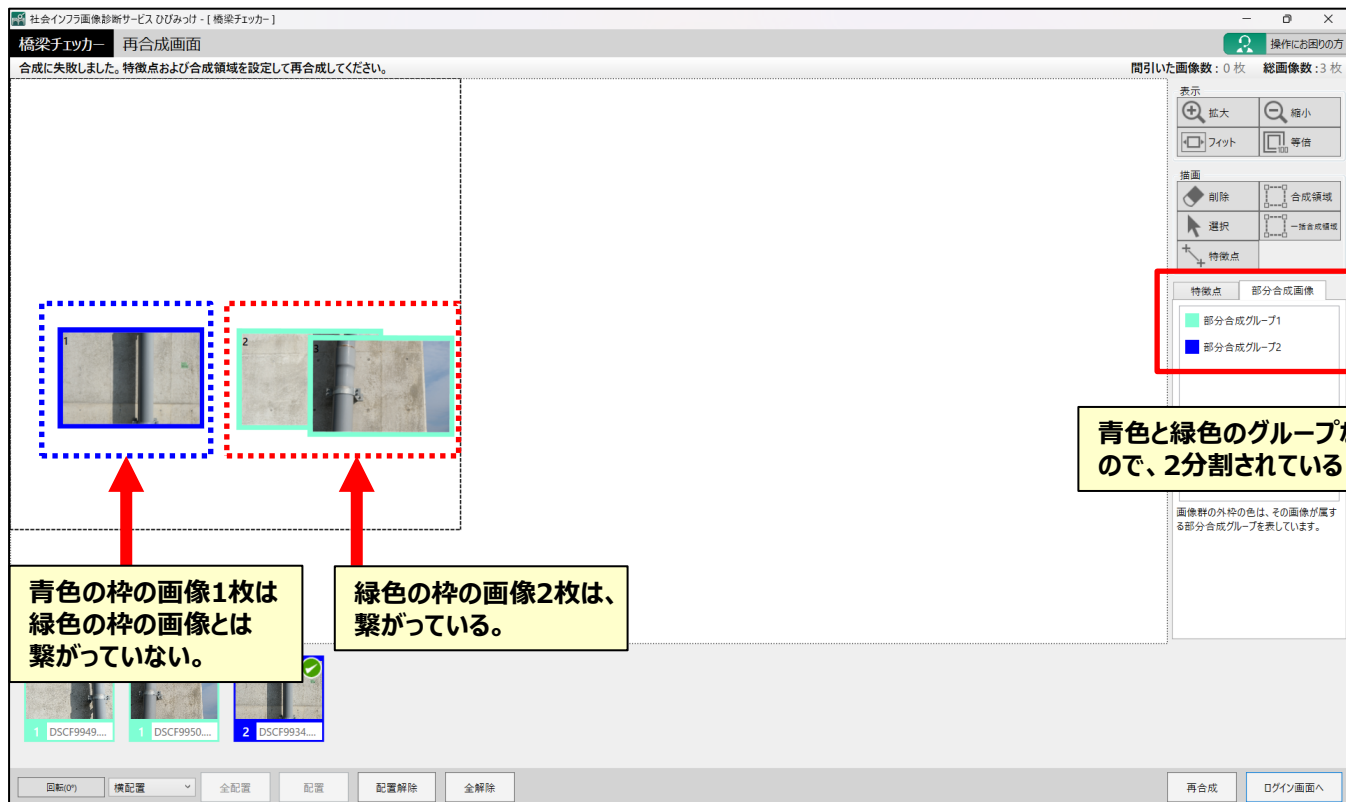 社会インフラ画像診断サービス ひびみっけ - [ 橋梁チェッカー ]
橋梁チェッカー 再合成画面
操作にお困りの方
合成に失敗しました。特徴点および合成領域を設定して再合成してください。
間引いた画像数 : 0 枚 総画像数 : 3 枚
表示
拡大 縮小
フィット 等倍
描画
削除 合成領域
選択 一括合成領域
特徴点
特徴点 部分合成画像
部分合成グループ1
部分合成グループ2
1
2
3
青色と緑色のグループ
ので、2分割されている
画像群の外枠の色は、その画像が属す
る部分合成グループを表しています。
青色の枠の画像1枚は
緑色の枠の画像とは
繋がっていない。
緑色の枠の画像2枚は、
繋がっている。
1 DSCF9949....
1 DSCF9950....
2 DSCF9934....
回転(0°) 横配置 全配置 配置 配置解除 全解除
再合成 ログイン画面へ